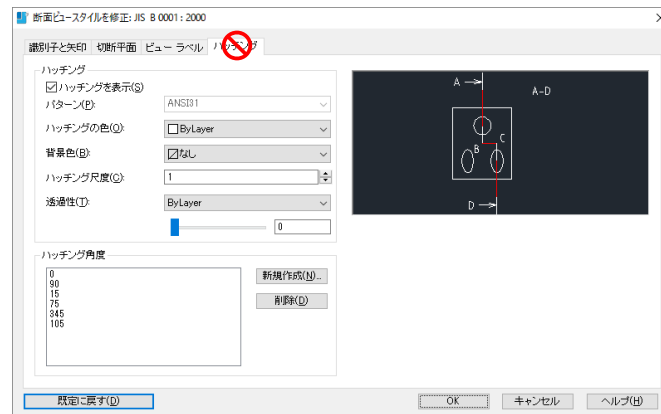 断面ビュースタイルを修正: JIS B 0001 : 2000
識別子と矢印 切断平面 ビュー ラベル ハッチング
ハッチング
ハッチングを表示(S)
パターン(P): ANSI31
ハッチングの色(O): ByLayer
背景色(B): なし
ハッチング尺度(C): 1
透過性(T): ByLayer
0
ハッチング角度
0
90
15
75
345
105
新規作成(N)...
削除(D)
A
A-D
C
B
D
既定に戻す(D)
OK キャンセル ヘルプ(H)